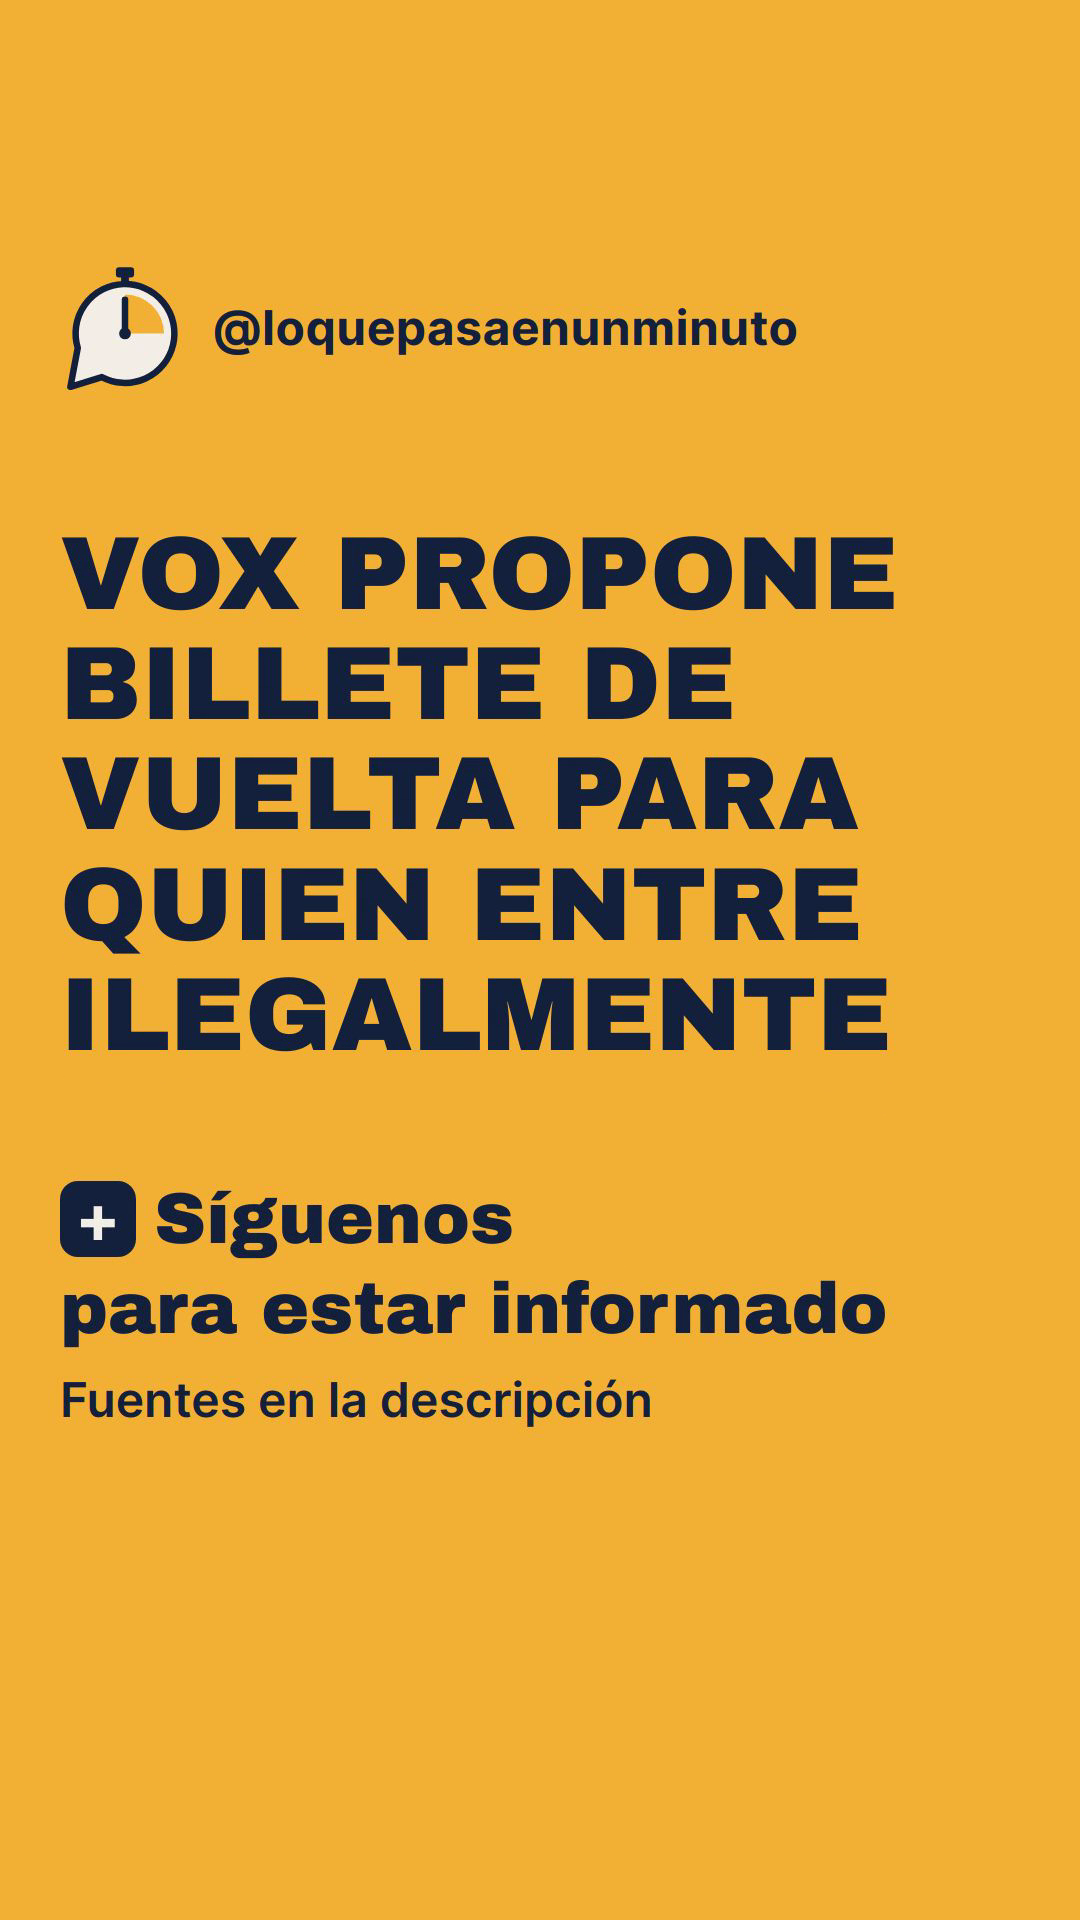 @loquepasaenunminuto
VOX PROPONE
BILLETE DE
VUELTA PARA
QUIEN ENTRE
ILEGALMENTE
+ Síguenos
para estar informado
Fuentes en la descripción